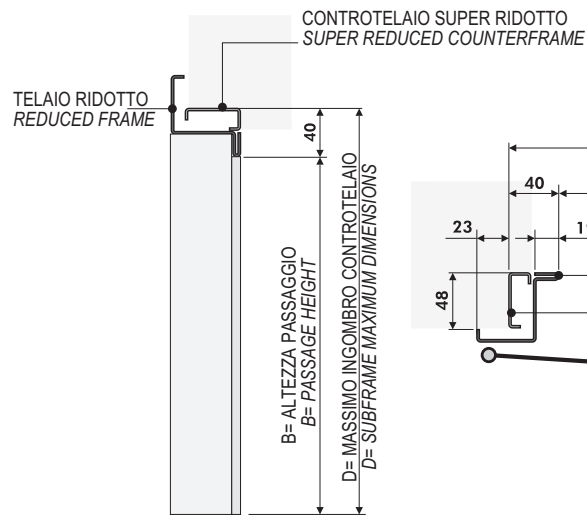 CONTROTELAIO SUPER RIDOTTO
SUPER REDUCED COUNTERFRAME
TELAIO RIDOTTO
REDUCED FRAME
40
B= ALTEZZA PASSAGGIO
B= PASSAGE HEIGHT
D= MASSIMO INGOMBRO CONTROTELAIO
D= SUBFRAME MAXIMUM DIMENSIONS
40
23
48